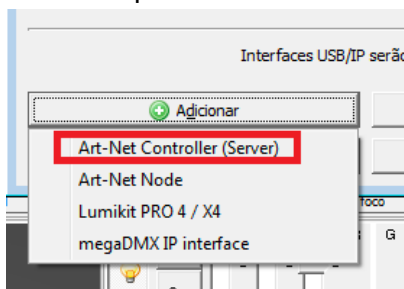 Interfaces USB/IP serão
Adicionar
Art-Net Controller (Server)
Art-Net Node
Lumikit PRO 4 / X4
foco
megaDMX IP interface
G